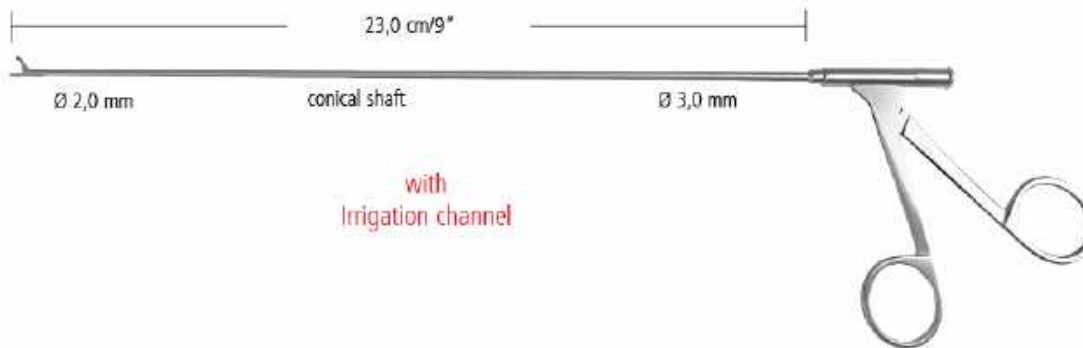 23,0 cm/9"
Ø 2,0 mm
conical shaft
Ø 3,0 mm
with
Irrigation channel